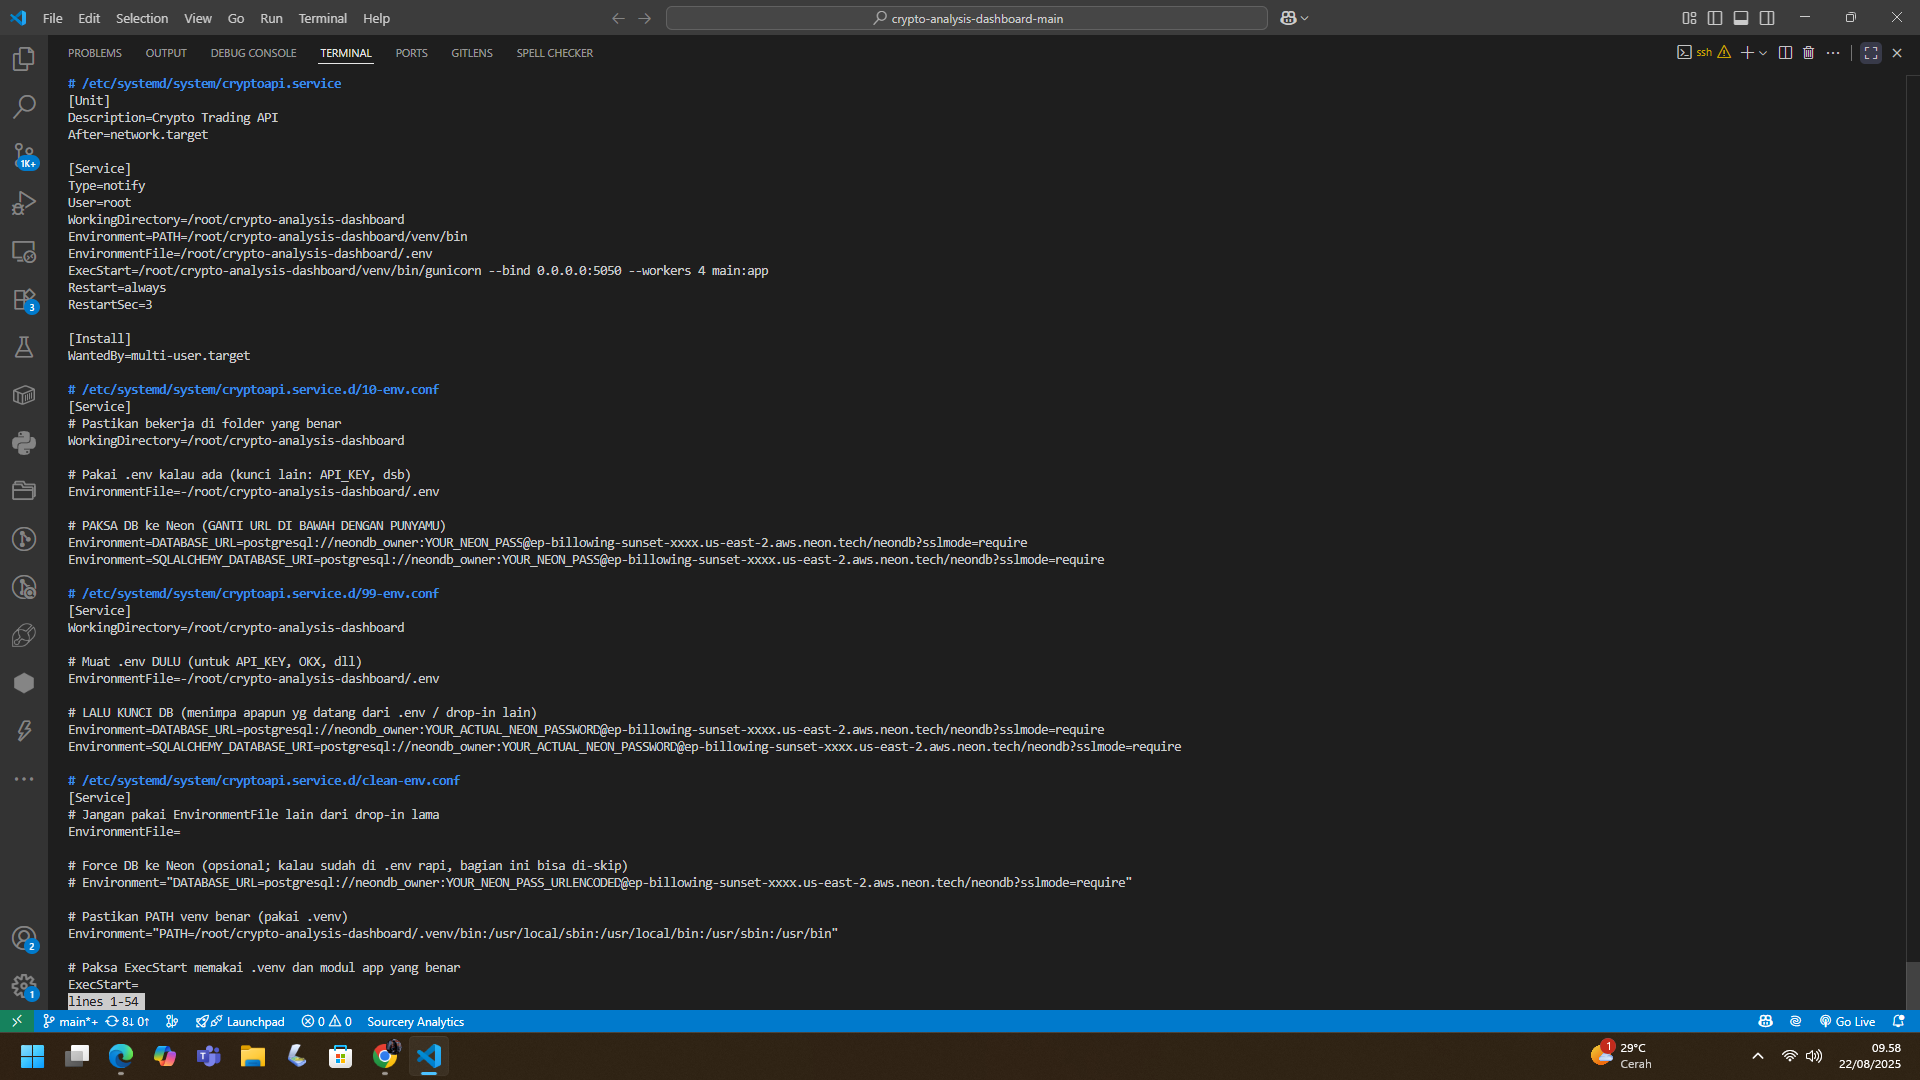 File Edit Selection View Go Run Terminal Help
crypto-analysis-dashboard-main
PROBLEMS OUTPUT DEBUG CONSOLE TERMINAL PORTS GITLENS SPELL CHECKER
ssh
# /etc/systemd/system/cryptoapi.service
[Unit]
Description=Crypto Trading API
After=network.target
[Service]
Type=notify
User=root
WorkingDirectory=/root/crypto-analysis-dashboard
Environment=PATH=/root/crypto-analysis-dashboard/venv/bin
EnvironmentFile=/root/crypto-analysis-dashboard/.env
ExecStart=/root/crypto-analysis-dashboard/venv/bin/gunicorn --bind 0.0.0.0:5050 --workers 4 main:app
Restart=always
RestartSec=3
[Install]
WantedBy=multi-user.target
# /etc/systemd/system/cryptoapi.service.d/10-env.conf
[Service]
# Pastikan bekerja di folder yang benar
WorkingDirectory=/root/crypto-analysis-dashboard
# Pakai .env kalau ada (kunci lain: API_KEY, dsb)
EnvironmentFile=-/root/crypto-analysis-dashboard/.env
# PAKSA DB ke Neon (GANTI URL DI BAWAH DENGAN PUNYAMU)
Environment=DATABASE_URL=postgresql://neondb_owner:YOUR_NEON_PASS@ep-billowing-sunset-xxxx.us-east-2.aws.neon.tech/neondb?sslmode=require
Environment=SQLALCHEMY_DATABASE_URI=postgresql://neondb_owner:YOUR_NEON_PASS@ep-billowing-sunset-xxxx.us-east-2.aws.neon.tech/neondb?sslmode=require
# /etc/systemd/system/cryptoapi.service.d/99-env.conf
[Service]
WorkingDirectory=/root/crypto-analysis-dashboard
# Muat .env DULU (untuk API_KEY, OKX, dll)
EnvironmentFile=-/root/crypto-analysis-dashboard/.env
# LALU KUNCI DB (menimpa apapun yg datang dari .env / drop-in lain)
Environment=DATABASE_URL=postgresql://neondb_owner:YOUR_ACTUAL_NEON_PASSWORD@ep-billowing-sunset-xxxx.us-east-2.aws.neon.tech/neondb?sslmode=require
Environment=SQLALCHEMY_DATABASE_URI=postgresql://neondb_owner:YOUR_ACTUAL_NEON_PASSWORD@ep-billowing-sunset-xxxx.us-east-2.aws.neon.tech/neondb?sslmode=require
# /etc/systemd/system/cryptoapi.service.d/clean-env.conf
[Service]
# Jangan pakai EnvironmentFile lain dari drop-in lama
EnvironmentFile=
# Force DB ke Neon (opsional; kalau sudah di .env rapi, bagian ini bisa di-skip)
# Environment="DATABASE_URL=postgresql://neondb_owner:YOUR_NEON_PASS_URLENCODED@ep-billowing-sunset-xxxx.us-east-2.aws.neon.tech/neondb?sslmode=require"
# Pastikan PATH venv benar (pakai .venv)
Environment="PATH=/root/crypto-analysis-dashboard/.venv/bin:/usr/local/sbin:/usr/local/bin:/usr/sbin:/usr/bin"
# Paksa ExecStart memakai .venv dan modul app yang benar
ExecStart=
lines 1-54
1K+
3
2
1
main*+ 8↓ 0↑ Launchpad 0 0 Sourcery Analytics Go Live
1 29°C
Cerah
09.58
22/08/2025